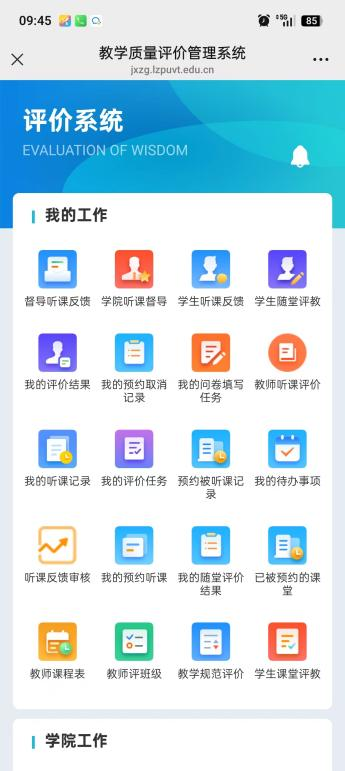 09:45
5G
85
教学质量评价管理系统
jxzg.lzpuvt.edu.cn
评价系统
EVALUATION OF WISDOM
我的工作
督导听课反馈 学院听课督导 学生听课反馈 学生随堂评教
我的评价结果 我的预约取消记录 我的问卷填写任务 教师听课评价
我的听课记录 我的评价任务 预约被听课记录 我的待办事项
听课反馈审核 我的预约听课 我的随堂评价结果 已被预约的课堂
教师课程表 教师评班级 教学规范评价 学生课堂评教
学院工作